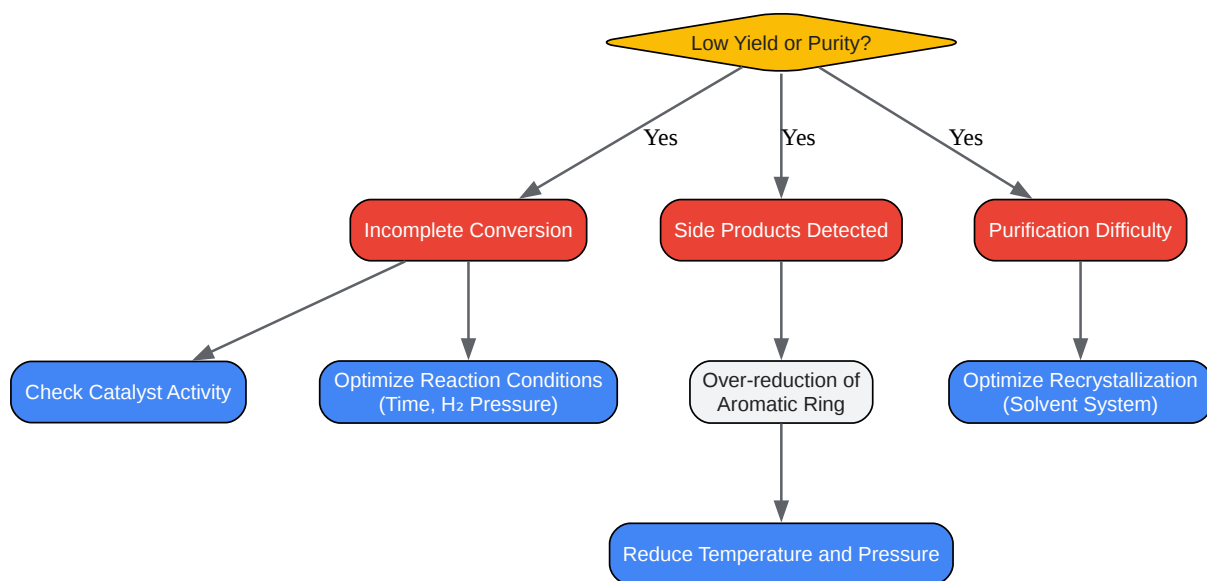 Low Yield or Purity?
Yes
Yes
Yes
Incomplete Conversion
Side Products Detected
Purification Difficulty
Check Catalyst Activity
Optimize Reaction Conditions
(Time, H₂ Pressure)
Over-reduction of
Aromatic Ring
Optimize Recrystallization
(Solvent System)
Reduce Temperature and Pressure